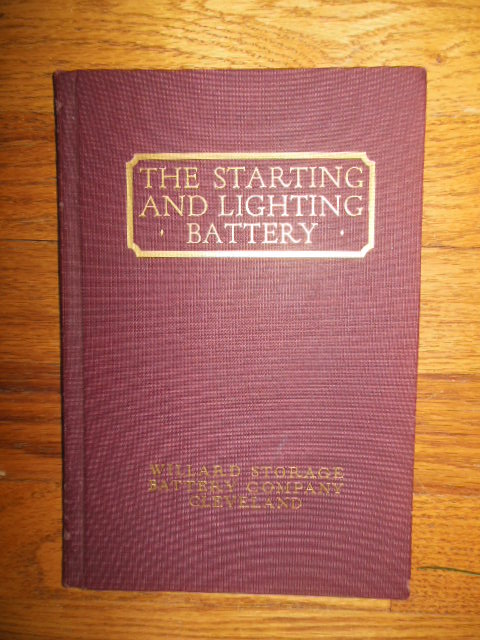 THE STARTING
AND LIGHTING
· BATTERY ·
WILLARD STORAGE
BATTERY COMPANY
CLEVELAND